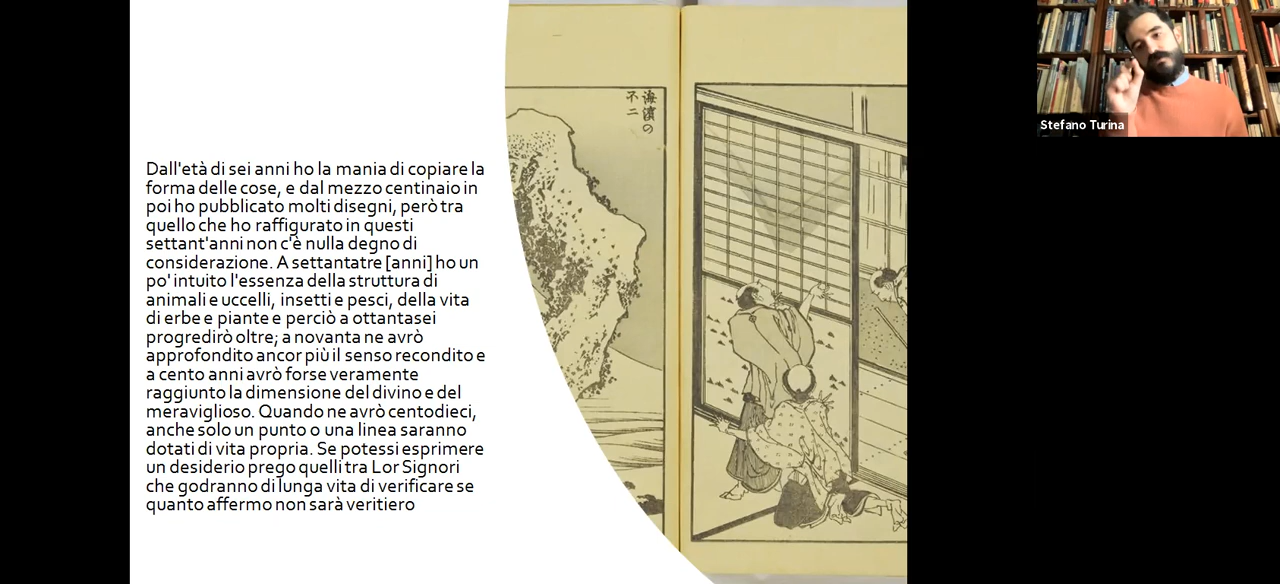 Dall'età di sei anni ho la mania di copiare la
forma delle cose, e dal mezzo centinaio in
poi ho pubblicato molti disegni, però tra
quello che ho raffigurato in questi
settant'anni non c'è nulla degno di
considerazione. A settantatre [anni] ho un
po' intuito l'essenza della struttura di
animali e uccelli, insetti e pesci, della vita
di erbe e piante e perciò a ottantasei
progredirò oltre; a novanta ne avrò
approfondito ancor più il senso recondito e
a cento anni avrò forse veramente
raggiunto la dimensione del divino e del
meraviglioso. Quando ne avrò centodieci,
anche solo un punto o una linea saranno
dotati di vita propria. Se potessi esprimere
un desiderio prego quelli tra Lor Signori
che godranno di lunga vita di verificare se
quanto affermo non sarà veritiero
海濱の
不二
Stefano Turina